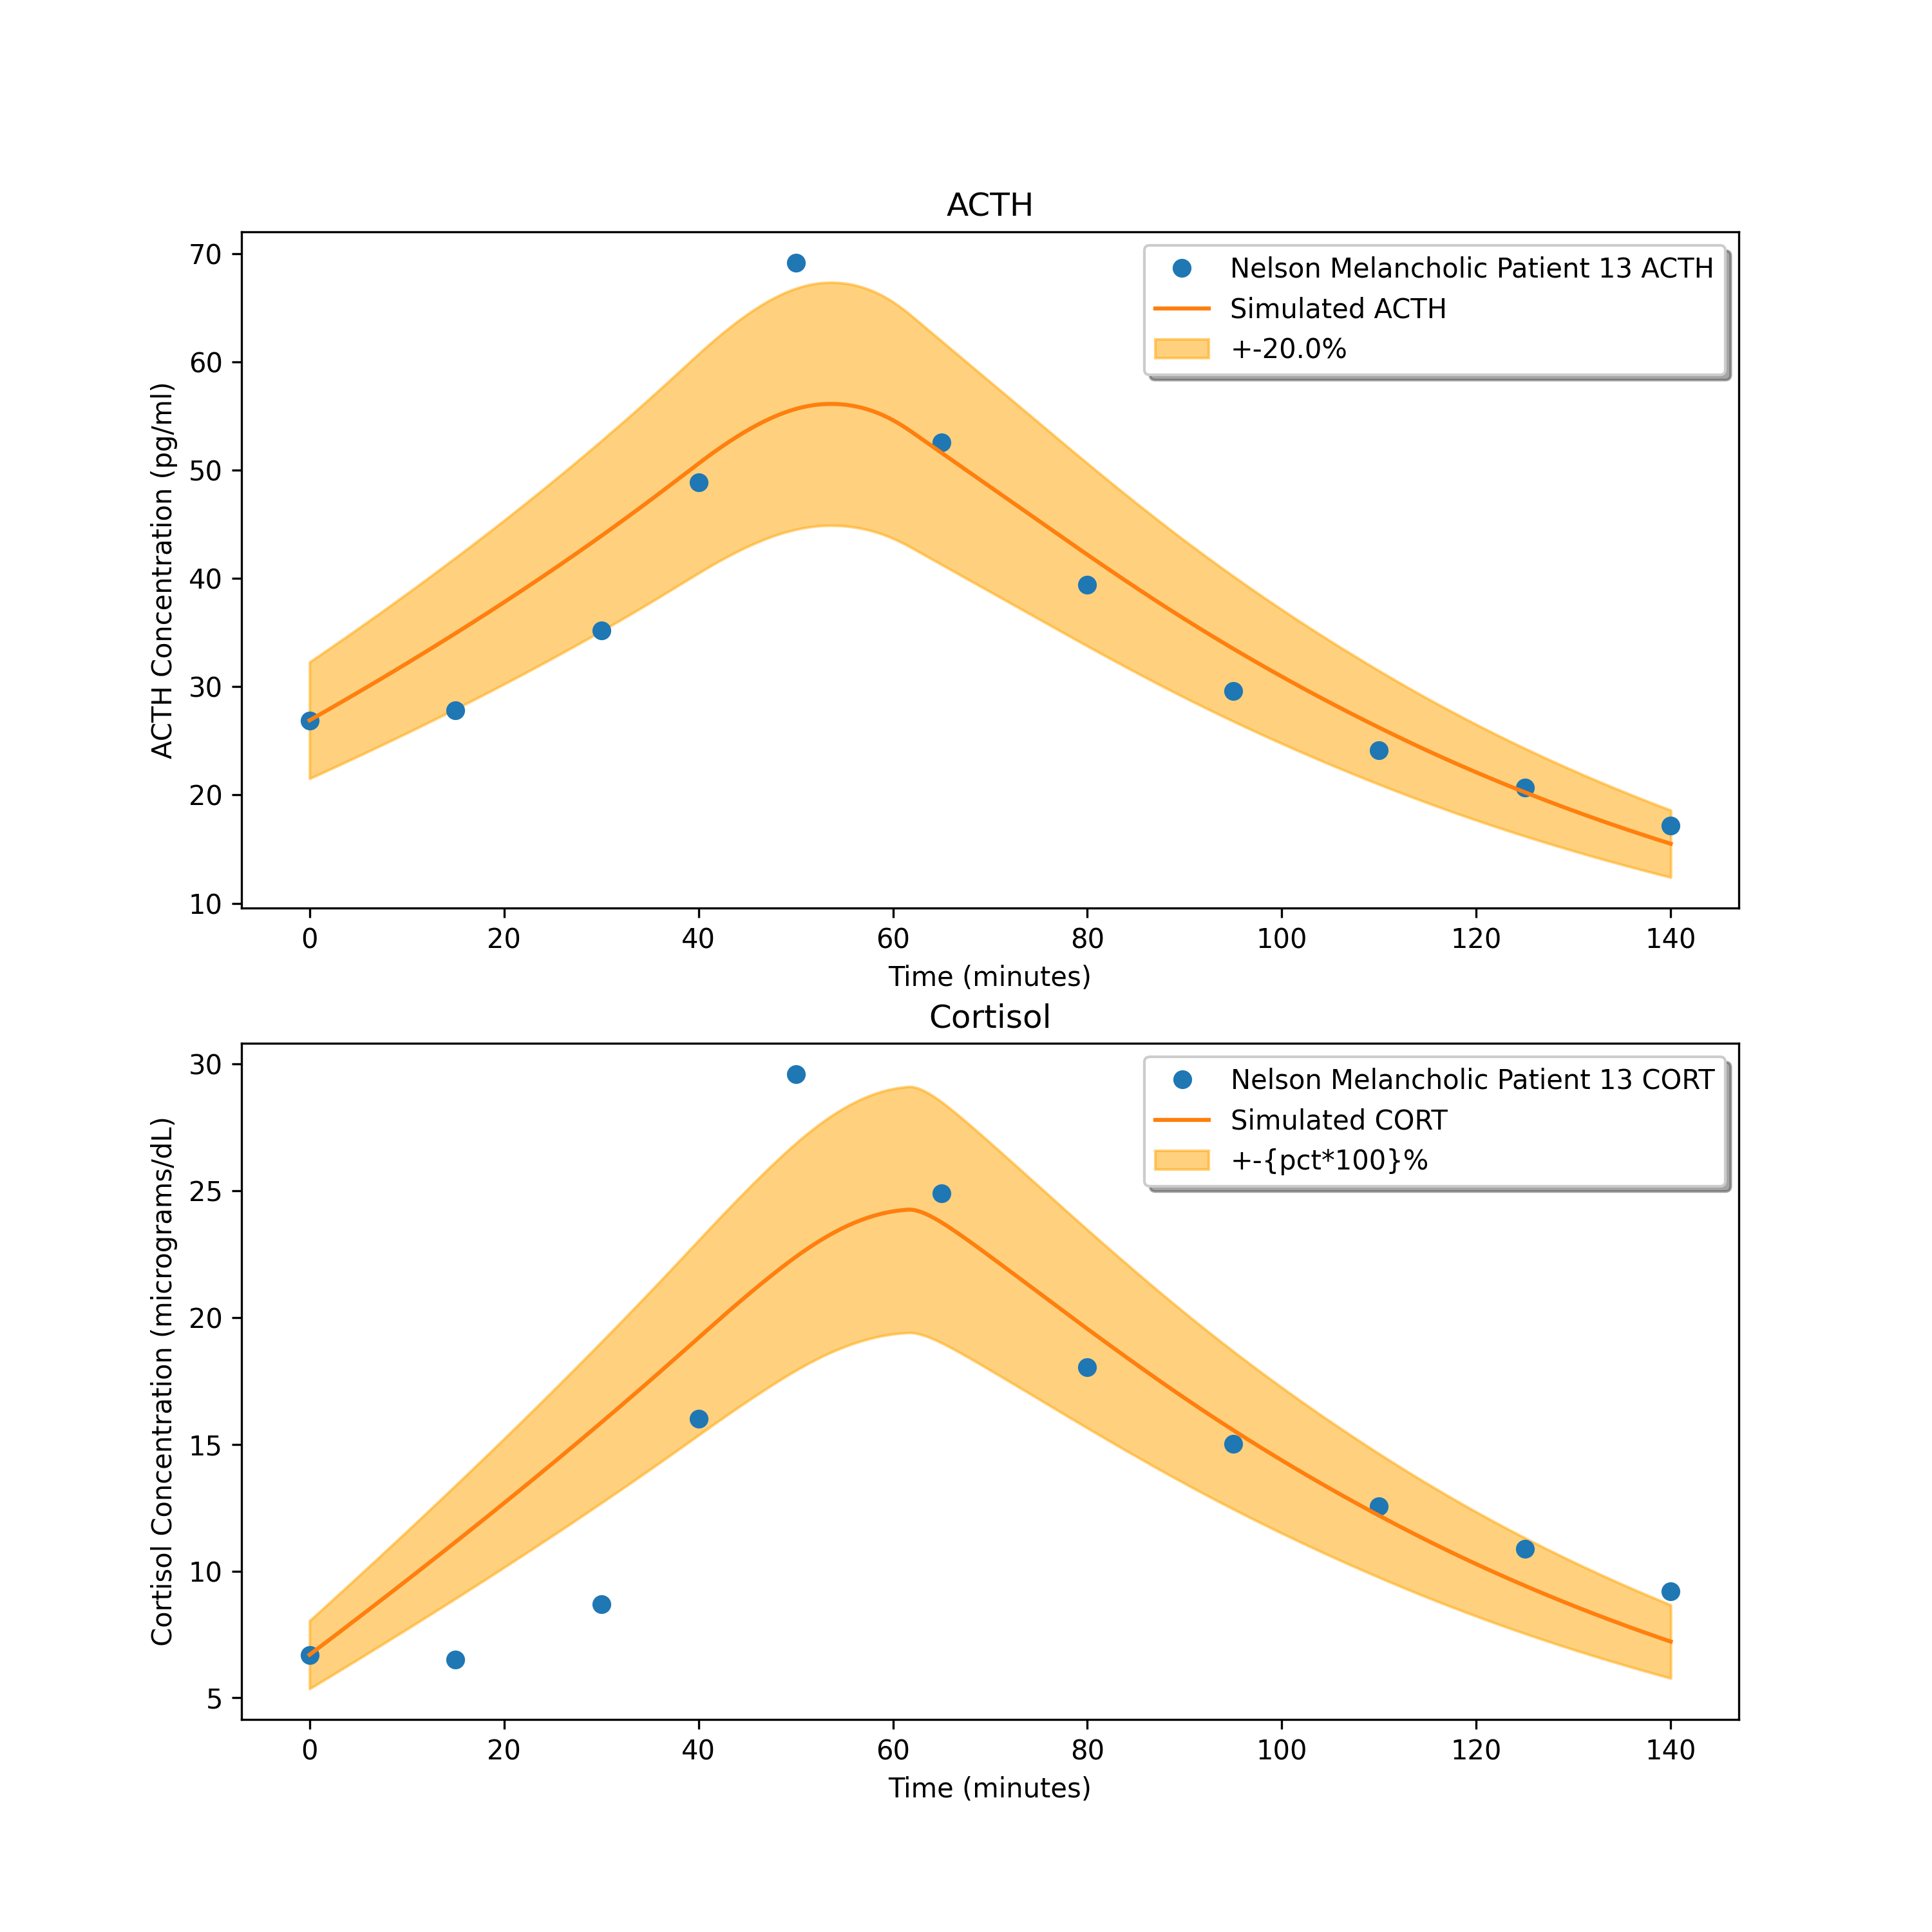 ACTH
70
60
50
40
30
20
10
ACTH Concentration (pg/ml)
Nelson Melancholic Patient 13 ACTH
Simulated ACTH
+-20.0%
0 20 40 60 80 100 120 140
Time (minutes)
Cortisol
30
25
20
15
10
5
Cortisol Concentration (micrograms/dL)
Nelson Melancholic Patient 13 CORT
Simulated CORT
+-{pct*100}%
0 20 40 60 80 100 120 140
Time (minutes)